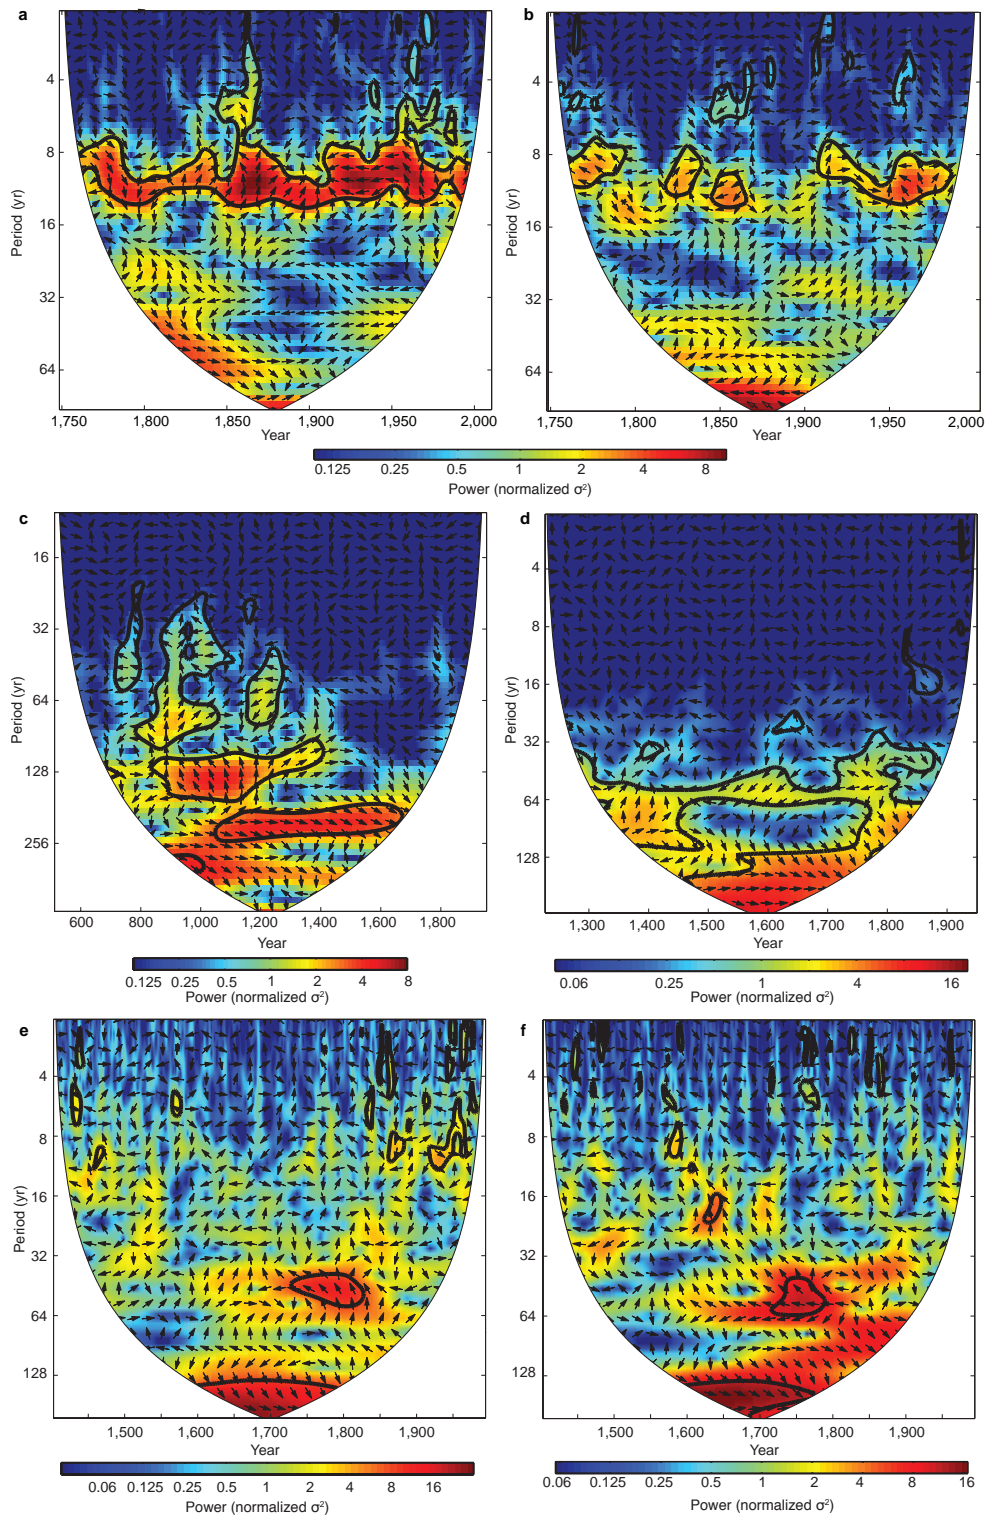 a
b
4
8
16
32
64
Period (yr)
1,750 1,800 1,850 1,900 1,950 2,000
Year
4
8
16
32
64
Period (yr)
1,750 1,800 1,850 1,900 1,950 2,000
Year
0.125 0.25 0.5 1 2 4 8
Power (normalized σ²)
c
d
16
32
64
128
256
Period (yr)
600 800 1,000 1,200 1,400 1,600 1,800
Year
4
8
16
32
64
128
Period (yr)
1,300 1,400 1,500 1,600 1,700 1,800 1,900
Year
0.125 0.25 0.5 1 2 4 8
Power (normalized σ²)
0.06 0.25 1 4 16
Power (normalized σ²)
e
f
4
8
16
32
64
128
Period (yr)
1,500 1,600 1,700 1,800 1,900
Year
4
8
16
32
64
128
1,500 1,600 1,700 1,800 1,900
Year
0.06 0.125 0.25 0.5 1 2 4 8 16
Power (normalized σ²)
0.06 0.125 0.25 0.5 1 2 4 8 16
Power (normalized σ²)